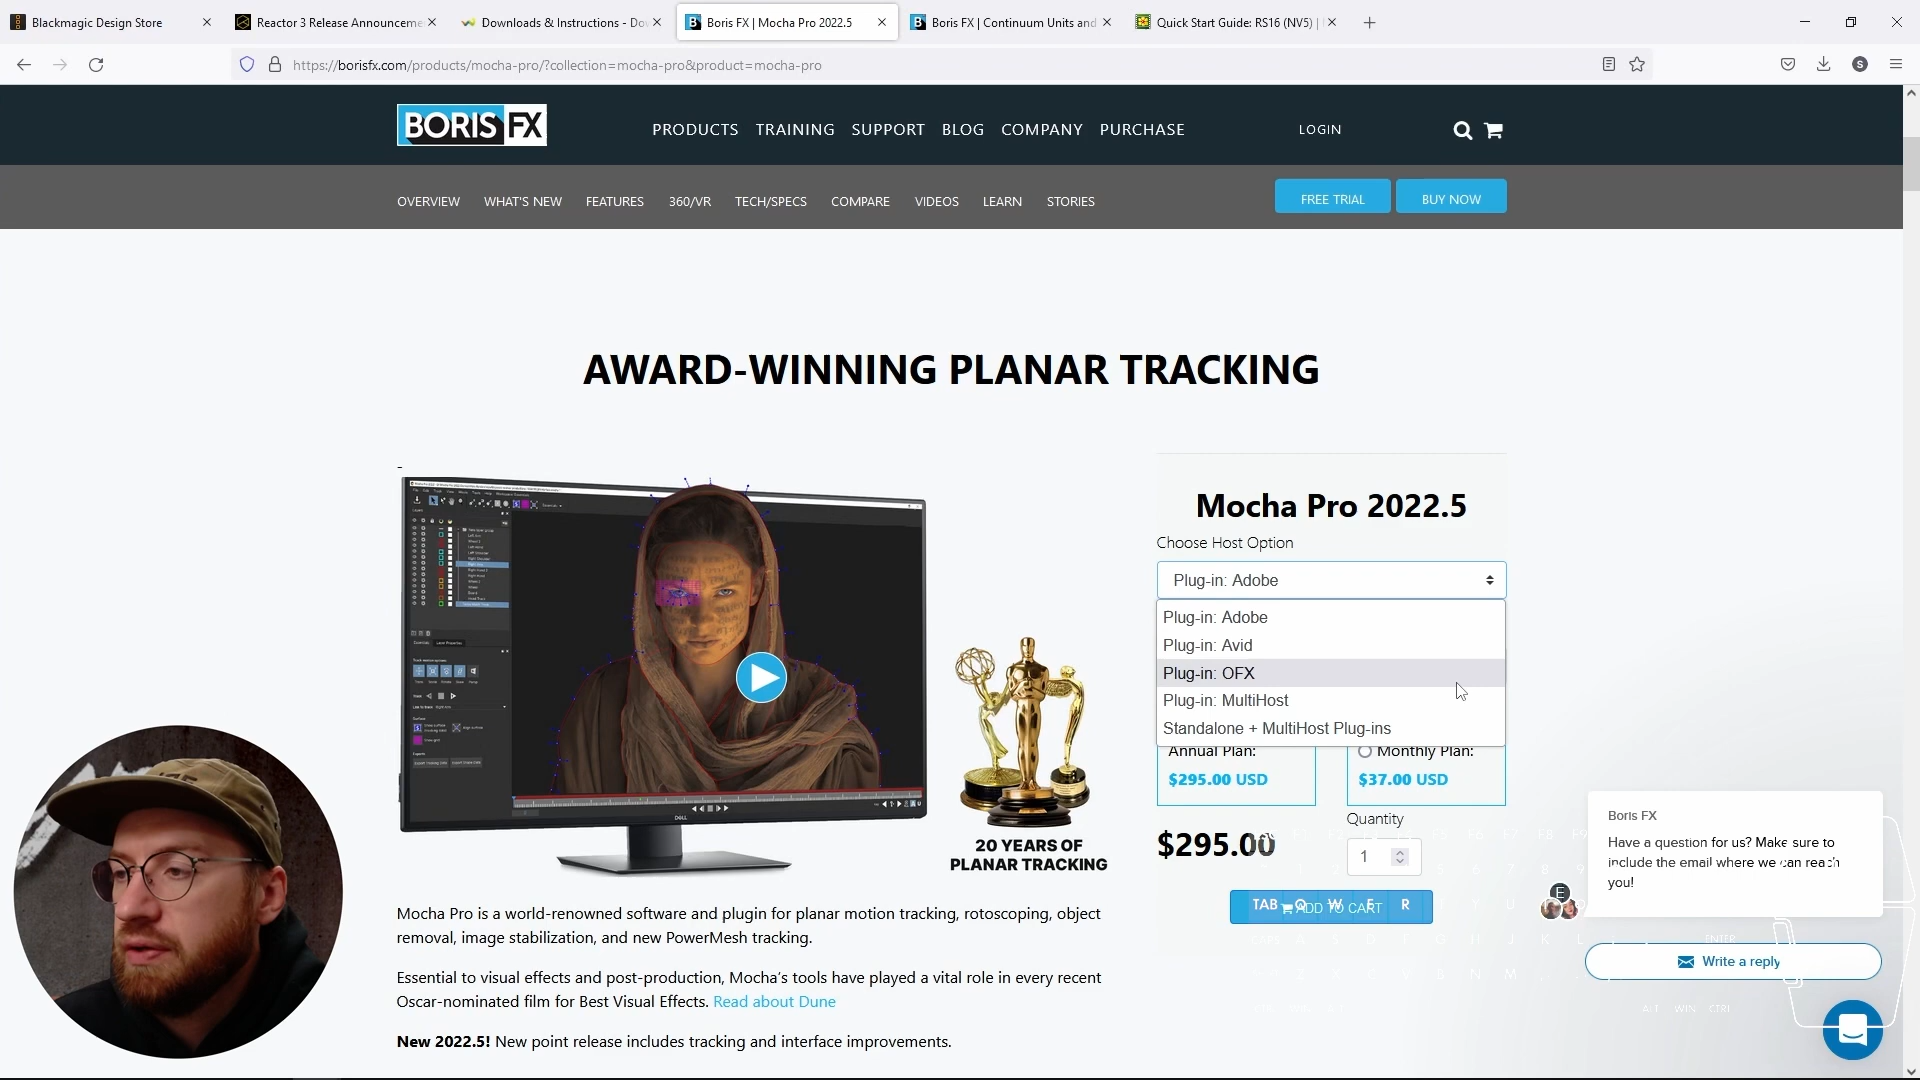 Blackmagic Design Store
Reactor 3 Release Announceme
Downloads & Instructions - Do
Boris FX | Mocha Pro 2022.5
Boris FX | Continuum Units and
Quick Start Guide: RS16 (NV5) |
https://borisfx.com/products/mocha-pro/?collection=mocha-pro&product=mocha-pro
S
BORIS FX
PRODUCTS TRAINING SUPPORT BLOG COMPANY PURCHASE
LOGIN
OVERVIEW WHAT'S NEW FEATURES 360/VR TECH/SPECS COMPARE VIDEOS LEARN STORIES
FREE TRIAL
BUY NOW
AWARD-WINNING PLANAR TRACKING
-
DELL
20 YEARS OF
PLANAR TRACKING
Mocha Pro 2022.5
Choose Host Option
Plug-in: Adobe
Plug-in: Adobe
Plug-in: Avid
Plug-in: OFX
Plug-in: MultiHost
Standalone + MultiHost Plug-ins
Annual Plan:
$295.00 USD
Monthly Plan:
$37.00 USD
$295.00
Quantity
1
ADD TO CART
TAB Q W E R
Mocha Pro is a world-renowned software and plugin for planar motion tracking, rotoscoping, object
removal, image stabilization, and new PowerMesh tracking.
Essential to visual effects and post-production, Mocha's tools have played a vital role in every recent
Oscar-nominated film for Best Visual Effects. Read about Dune
New 2022.5! New point release includes tracking and interface improvements.
Boris FX
Have a question for us? Make sure to
include the email where we can reach
you!
E
Write a reply
ENTER
ALT WIN CTRL